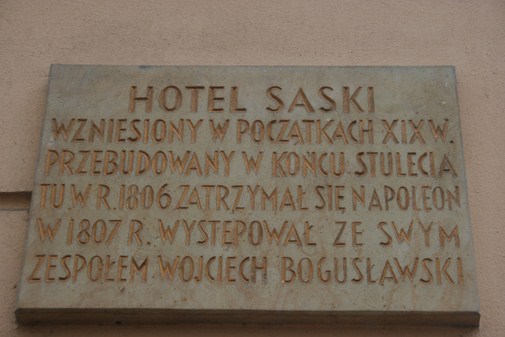 HOTEL SASKI
WZNIESIONY W POCZĄTKACH XIX W.
PRZEBUDOWANY W KOŃCU STULECIA
TU W R. 1806 ZATRZYMAŁ SIĘ NAPOLEON
W 1807 R. WYSTĘPOWAŁ ZE SWYM
ZESPOŁEM WOJCIECH BOGUSŁAWSKI